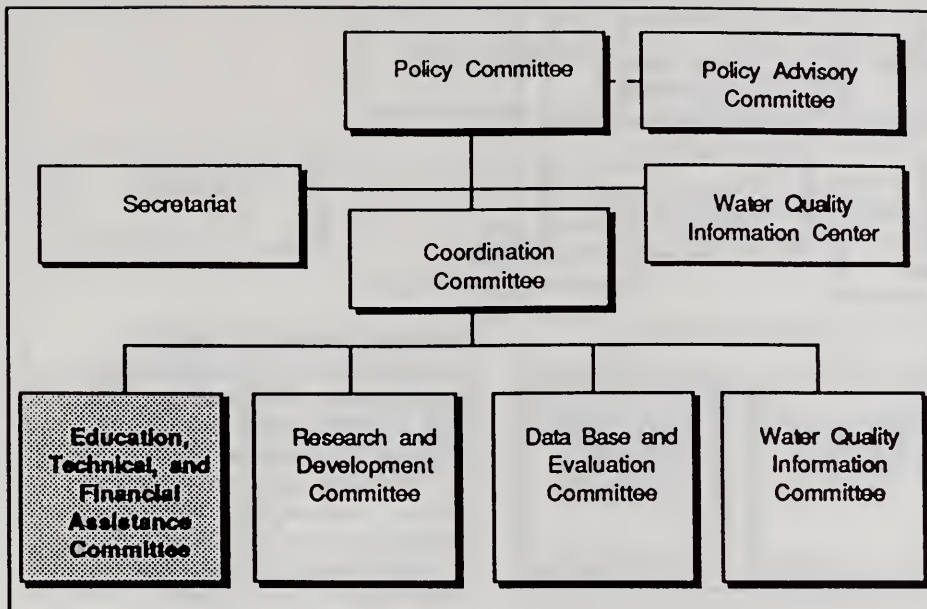 Policy Committee
Policy Advisory
Committee
Secretariat
Water Quality
Information Center
Coordination
Committee
Education,
Technical, and
Financial
Assistance
Committee
Research and
Development
Committee
Data Base and
Evaluation
Committee
Water Quality
Information
Committee